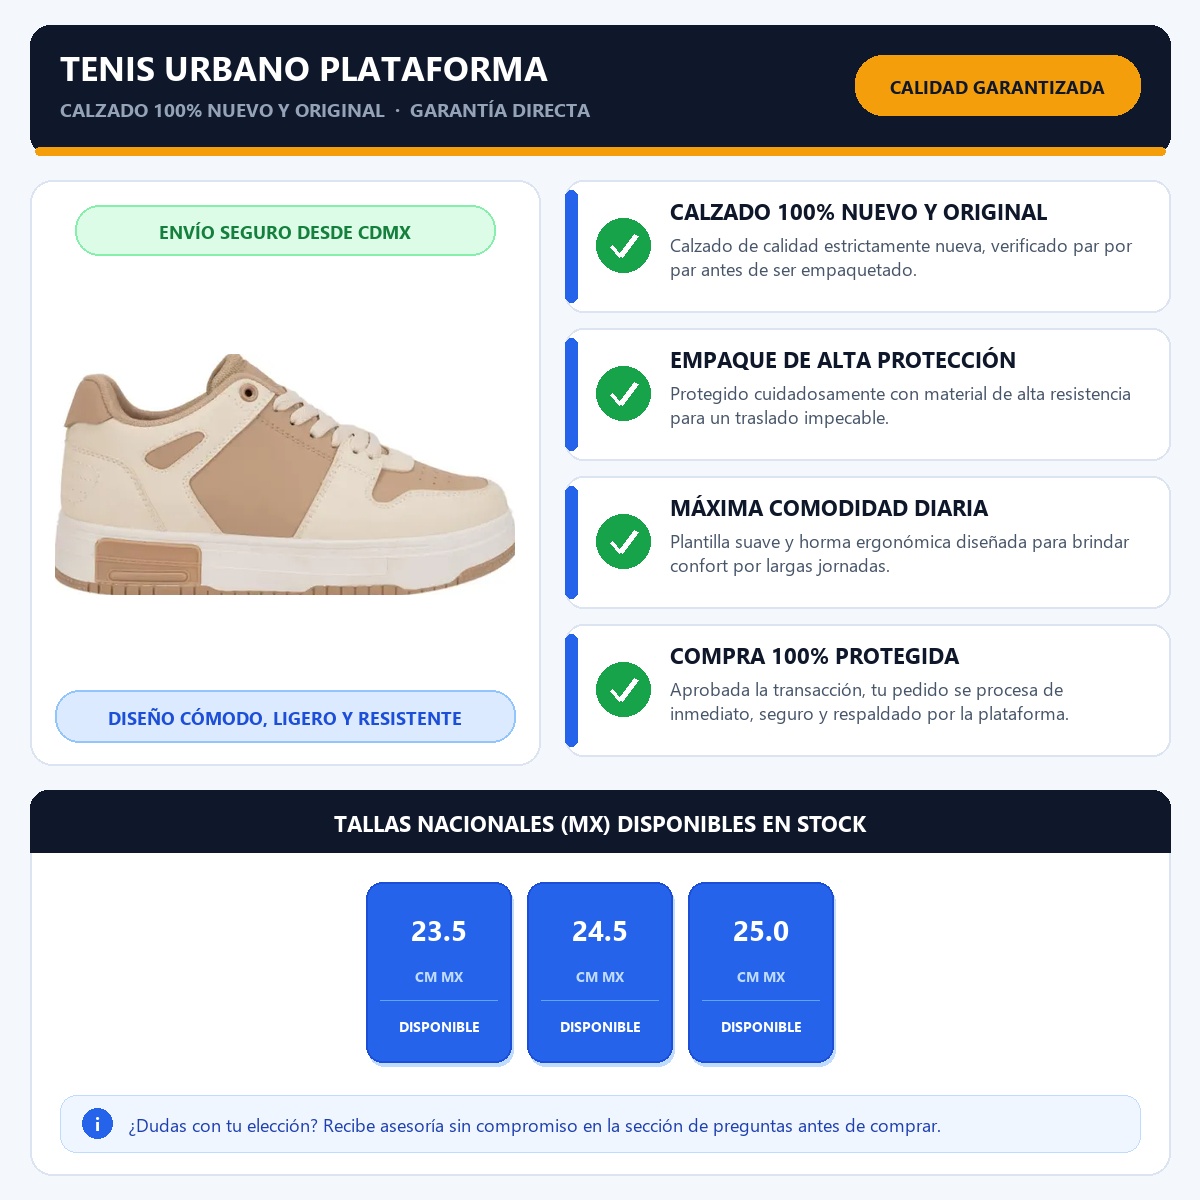 TENIS URBANO PLATAFORMA
CALZADO 100% NUEVO Y ORIGINAL · GARANTÍA DIRECTA
CALIDAD GARANTIZADA
ENVÍO SEGURO DESDE CDMX
DISEÑO CÓMODO, LIGERO Y RESISTENTE
CALZADO 100% NUEVO Y ORIGINAL
Calzado de calidad estrictamente nueva, verificado par por
par antes de ser empaquetado.
EMPAQUE DE ALTA PROTECCIÓN
Protegido cuidadosamente con material de alta resistencia
para un traslado impecable.
MÁXIMA COMODIDAD DIARIA
Plantilla suave y horma ergonómica diseñada para brindar
confort por largas jornadas.
COMPRA 100% PROTEGIDA
Aprobada la transacción, tu pedido se procesa de
inmediato, seguro y respaldado por la plataforma.
TALLAS NACIONALES (MX) DISPONIBLES EN STOCK
23.5
CM MX
DISPONIBLE
24.5
CM MX
DISPONIBLE
25.0
CM MX
DISPONIBLE
¿Dudas con tu elección? Recibe asesoría sin compromiso en la sección de preguntas antes de comprar.